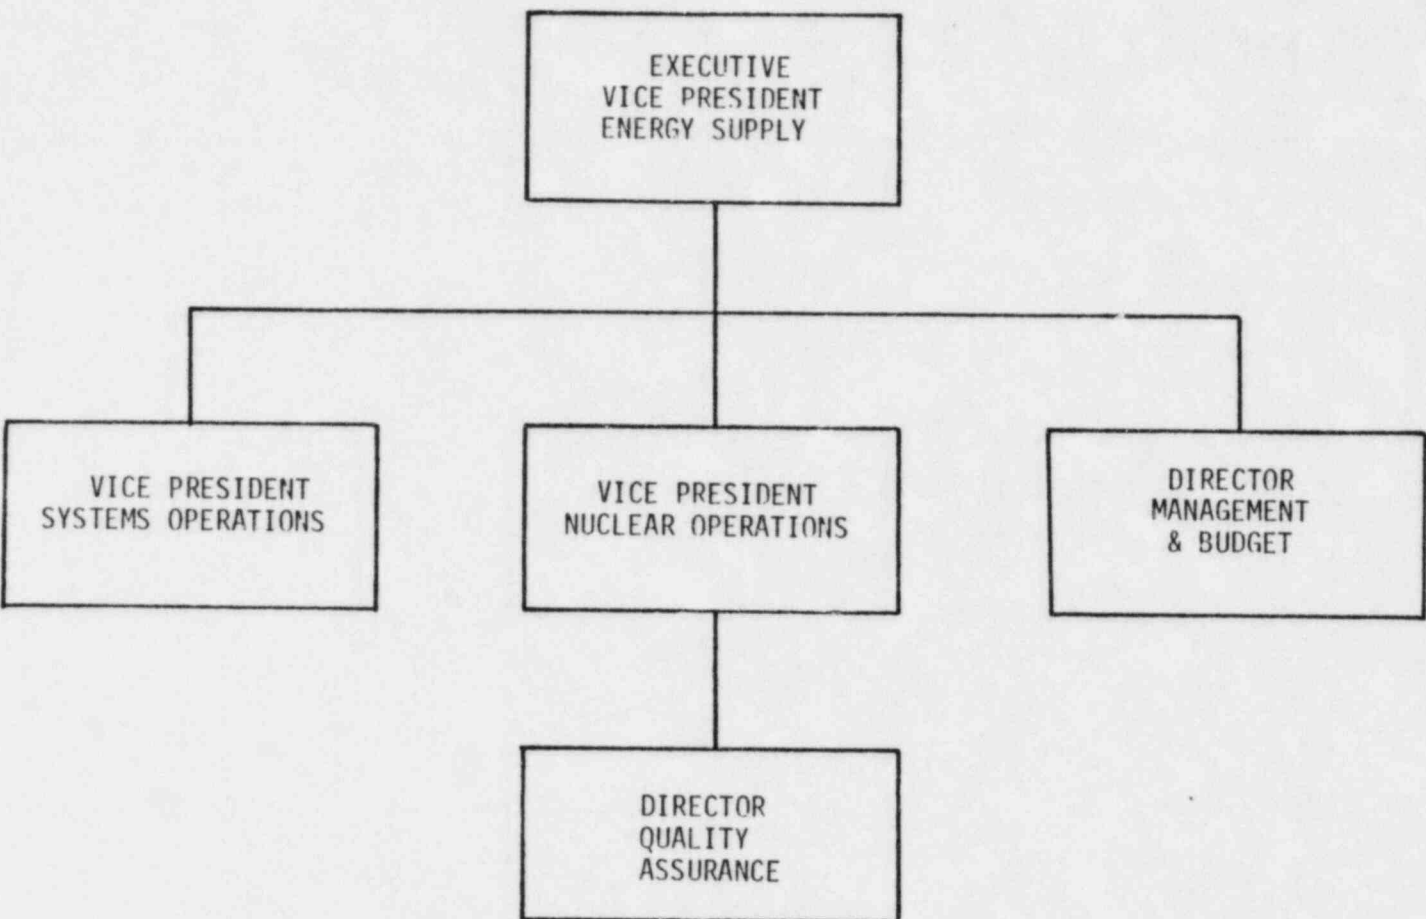 EXECUTIVE
VICE PRESIDENT
ENERGY SUPPLY
VICE PRESIDENT
SYSTEMS OPERATIONS
VICE PRESIDENT
NUCLEAR OPERATIONS
DIRECTOR
MANAGEMENT
& BUDGET
DIRECTOR
QUALITY
ASSURANCE